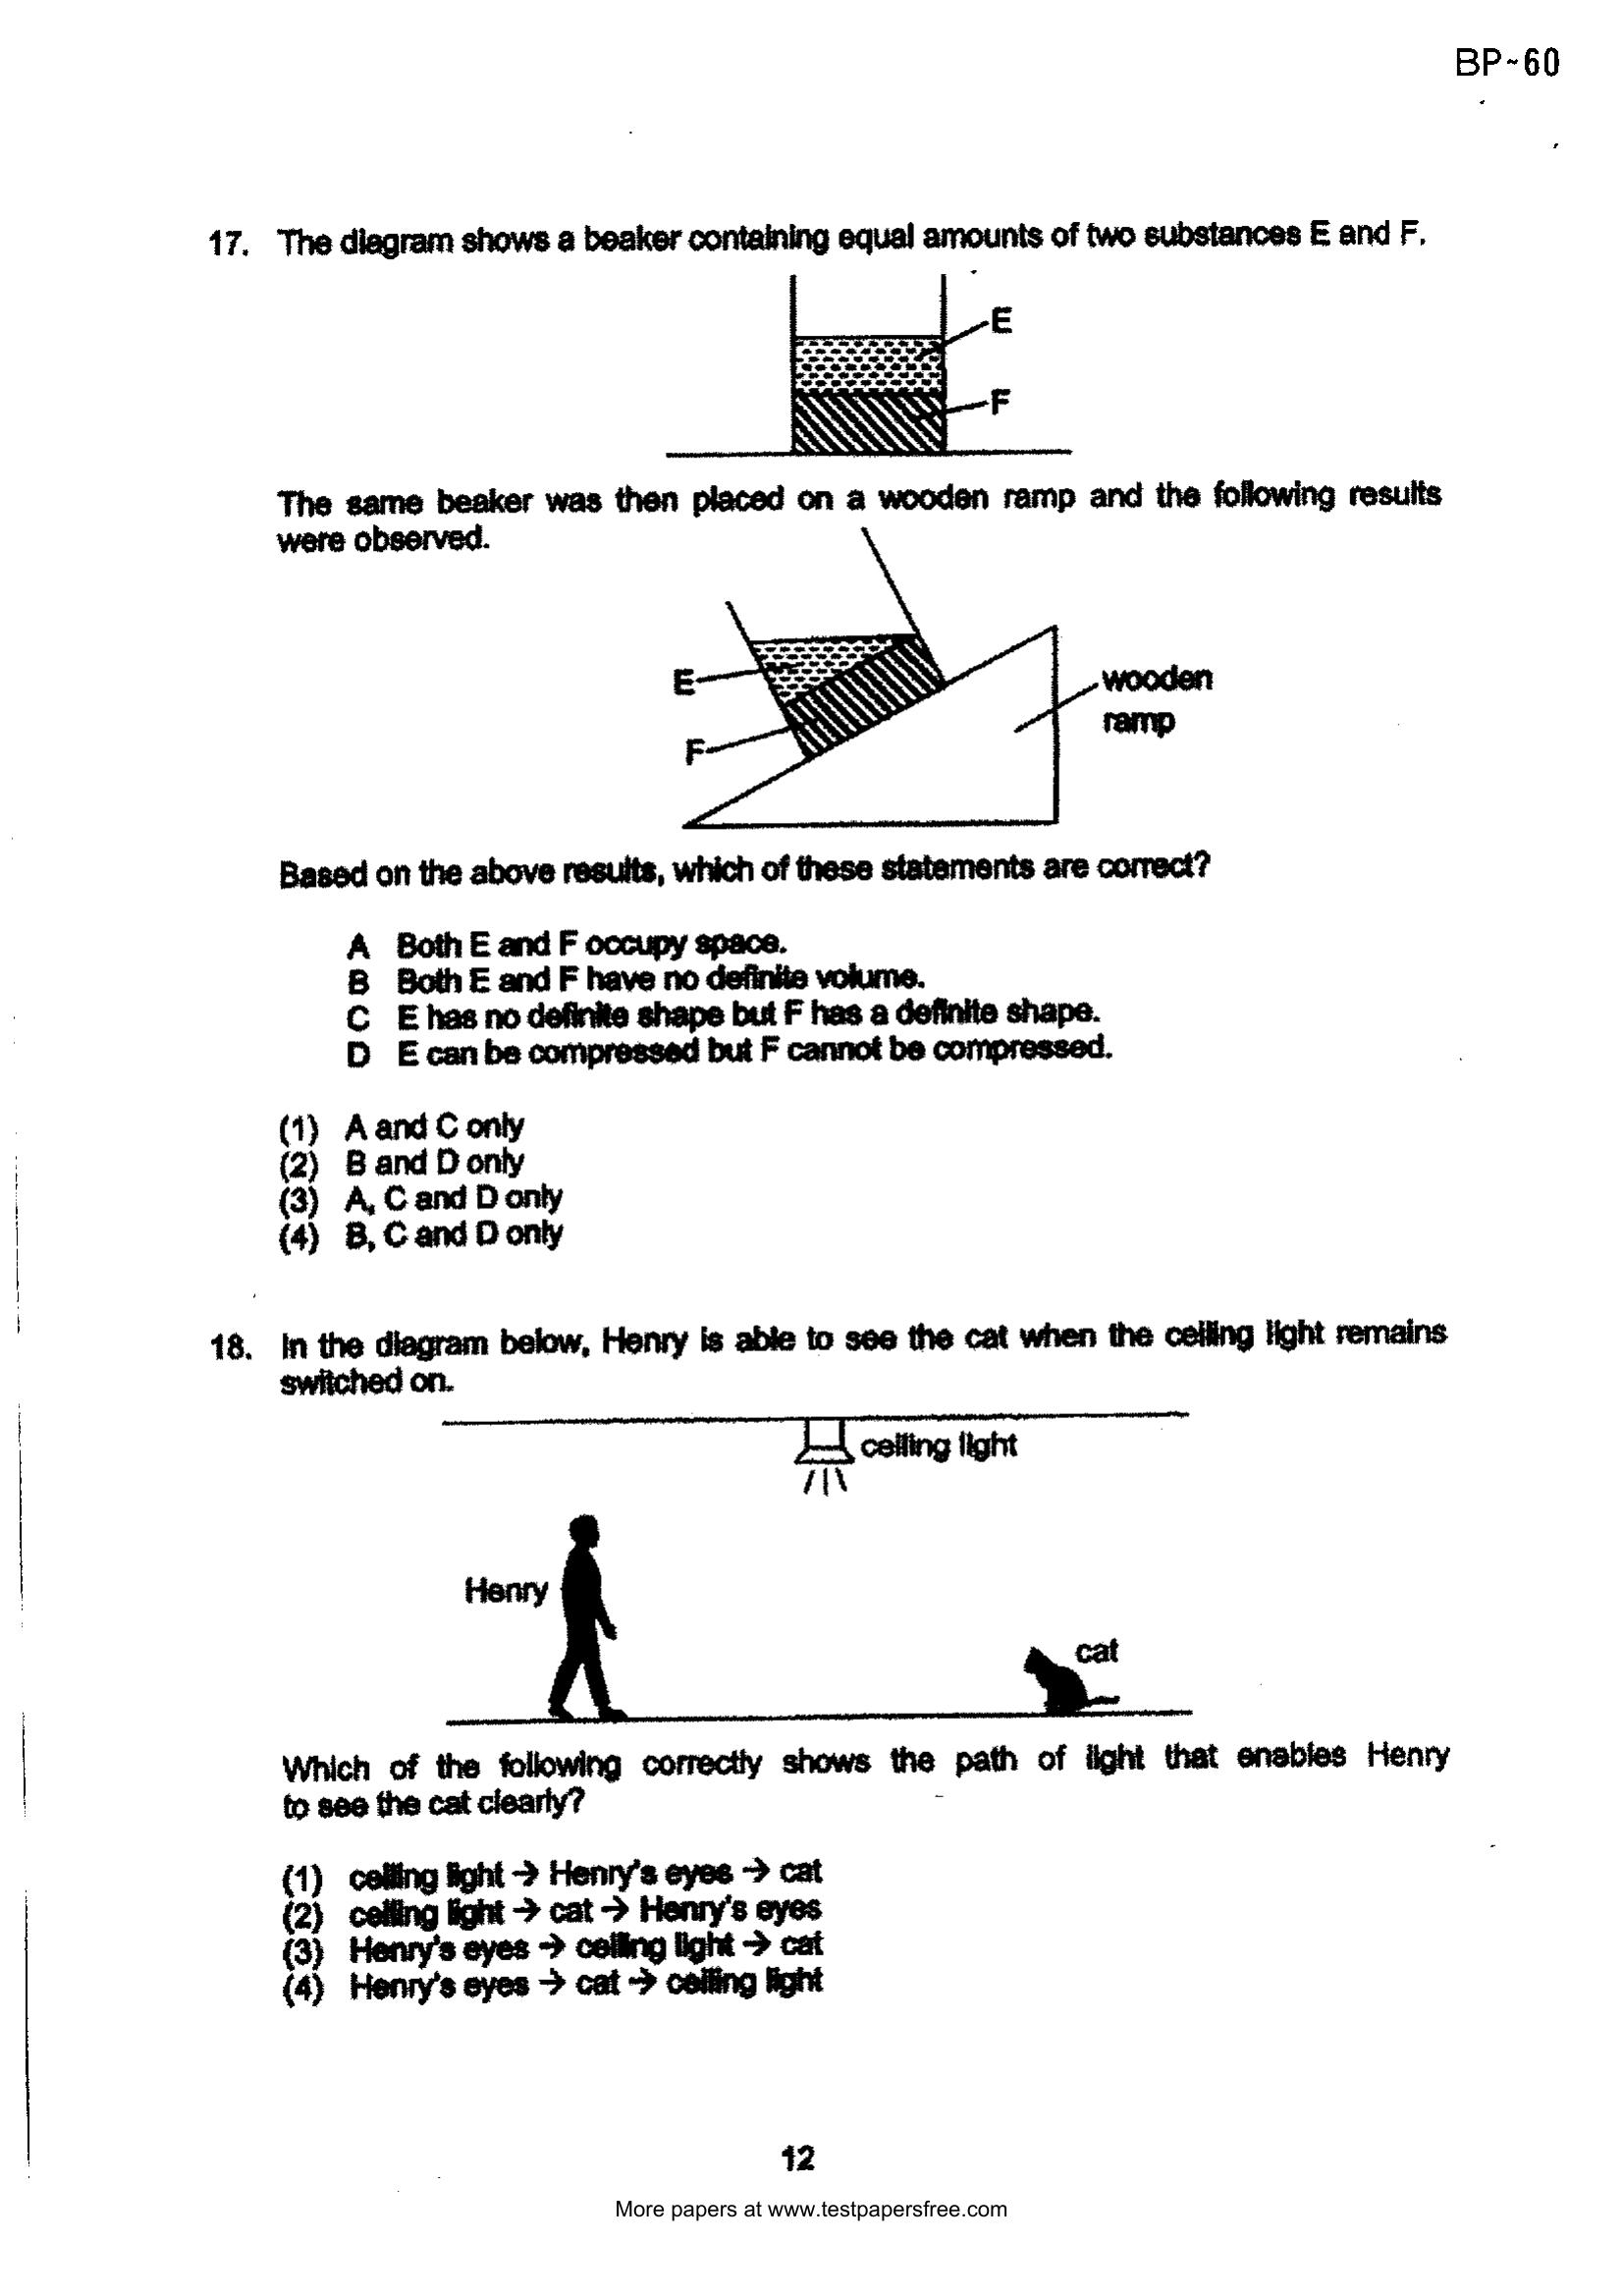 BP~60
17. The diagram shows a beaker containing equal amounts of two substances E and F.
E
F
The same beaker was then placed on a wooden ramp and the following results
were observed.
E
F
wooden
ramp
Based on the above results, which of these statements are correct?
A Both E and F occupy space.
B Both E and F have no definite volume.
C E has no definite shape but F has a definite shape.
D E can be compressed but F cannot be compressed.
(1) A and C only
(2) B and D only
(3) A, C and D only
(4) B, C and D only
18. In the diagram below, Henry is able to see the cat when the ceiling light remains
switched on.
ceiling light
Henry
cat
Which of the following correctly shows the path of light that enables Henry
to see the cat clearly?
(1) ceiling light → Henry's eyes → cat
(2) ceiling light → cat → Henry's eyes
(3) Henry's eyes → ceiling light → cat
(4) Henry's eyes → cat → ceiling light
12
More papers at www.testpapersfree.com